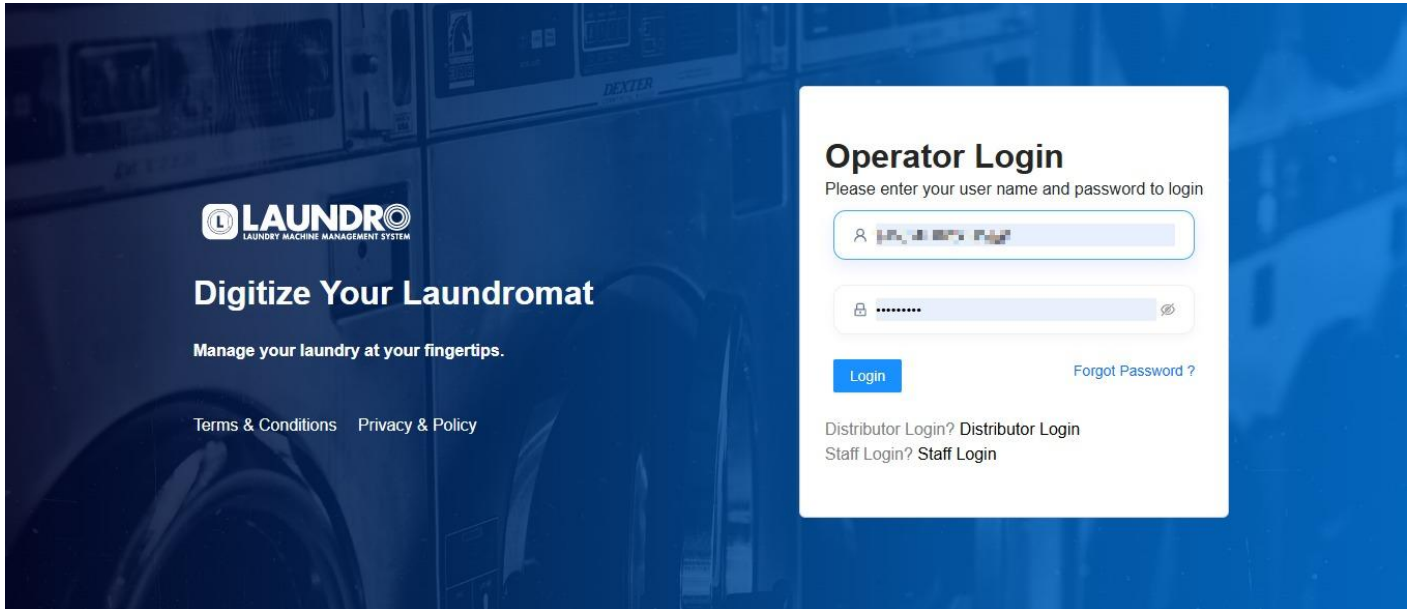 DEXTER
DEXTER
LAUNDRO
LAUNDRY MACHINE MANAGEMENT SYSTEM
Digitize Your Laundromat
Manage your laundry at your fingertips.
Terms & Conditions Privacy & Policy
Operator Login
Please enter your user name and password to login
•••••••••
Login Forgot Password ?
Distributor Login? Distributor Login
Staff Login? Staff Login